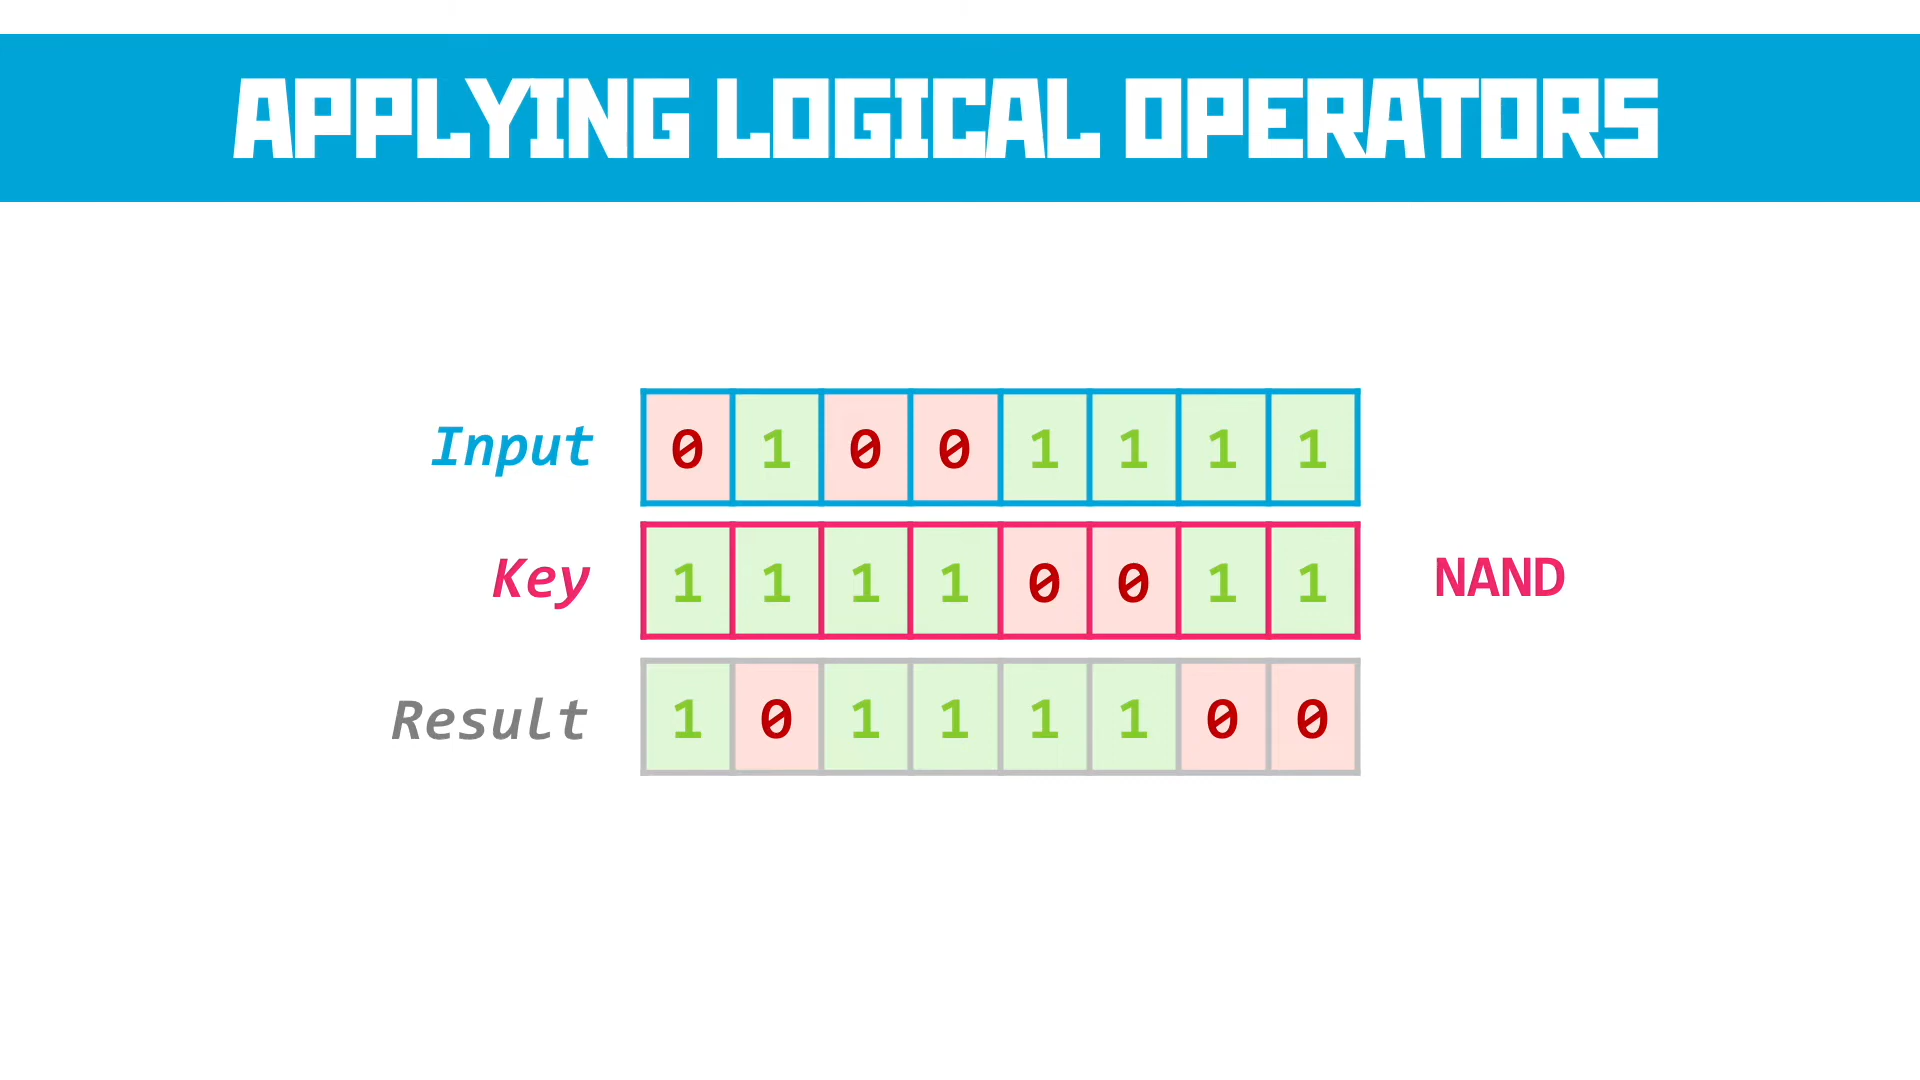 APPLYING LOGICAL OPERATORS
Input 0 1 0 0 1 1 1 1
Key 1 1 1 1 0 0 1 1 NAND
Result 1 0 1 1 1 1 0 0